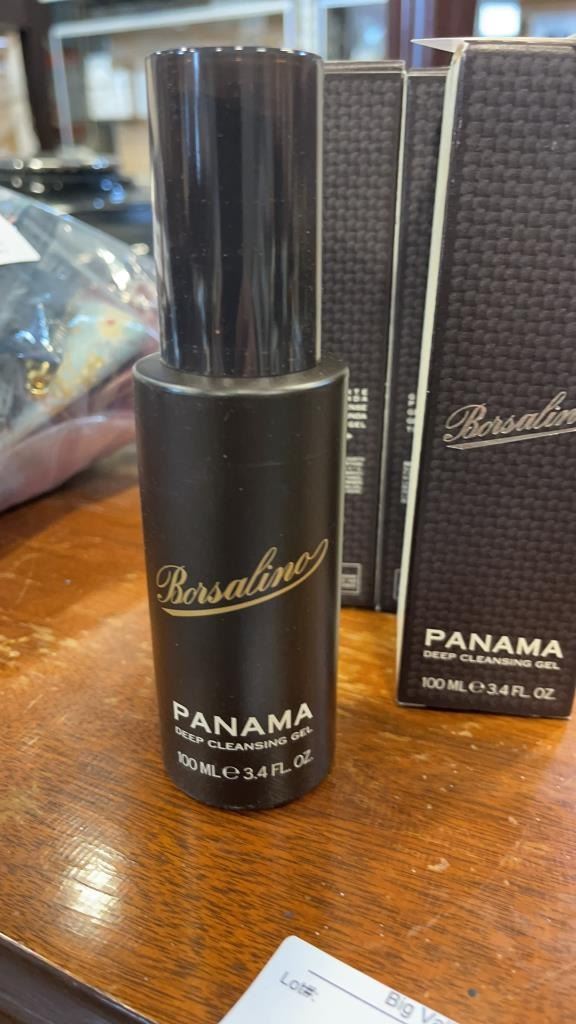 Borsalino
PANAMA
DEEP CLEANSING GEL
100 ML e 3.4 FL. OZ.
Borsalino
PANAMA
DEEP CLEANSING GEL
100 ML e 3.4 FL. OZ.
Lot#:
Big